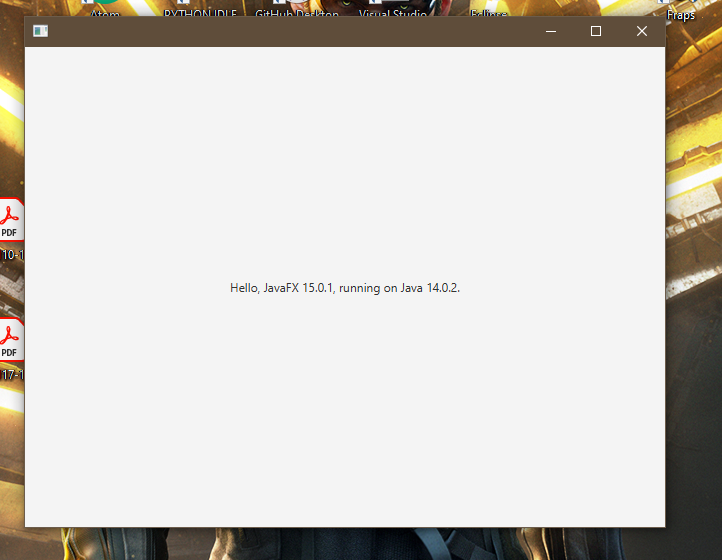 Atom
PYTHON IDLE
GitHub Desktop
Visual Studio
Eclipse
Fraps
Hello, JavaFX 15.0.1, running on Java 14.0.2.
PDF
10-1
PDF
17-1